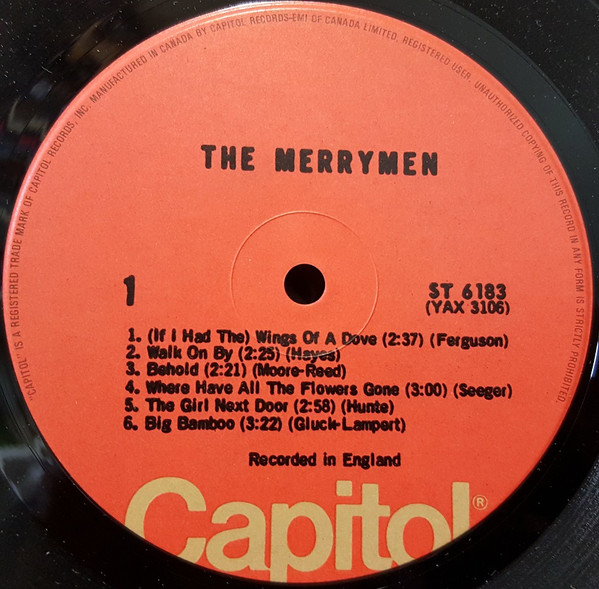 "CAPITOL" IS A REGISTERED TRADE MARK OF CAPITOL RECORDS, INC. MANUFACTURED IN CANADA BY CAPITOL RECORDS-EMI OF CANADA LIMITED, REGISTERED USER. UNAUTHORIZED COPYING OF THIS RECORD IN ANY FORM IS STRICTLY PROHIBITED.
THE MERRYMEN
1
ST 6183
(YAX 3106)
1. (If I Had The) Wings Of A Dove (2:37) (Ferguson)
2. Walk On By (2:25) (Hayes)
3. Behold (2:21) (Moore-Reed)
4. Where Have All The Flowers Gone (3:00) (Seeger)
5. The Girl Next Door (2:58) (Hunte)
6. Big Bamboo (3:22) (Gluck-Lampert)
Recorded in England
Capitol®